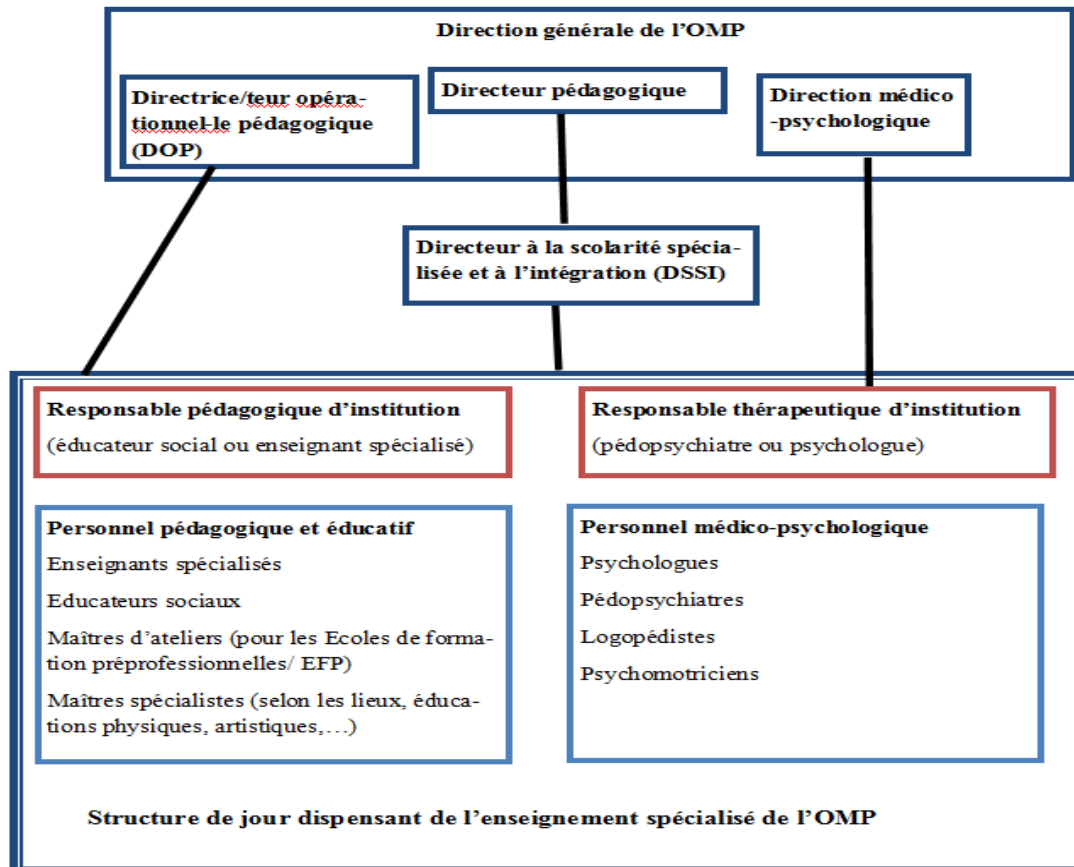 Direction générale de l'OMP
Directrice/teur opéra-
tionnel-le pédagogique
(DOP)
Directeur pédagogique
Direction médico
-psychologique
Directeur à la scolarité spécia-
lisée et à l'intégration (DSSI)
Responsable pédagogique d'institution
(éducateur social ou enseignant spécialisé)
Responsable thérapeutique d'institution
(pédopsychiatre ou psychologue)
Personnel pédagogique et éducatif
Enseignants spécialisés
Educateurs sociaux
Maîtres d'ateliers (pour les Ecoles de forma-
tion préprofessionnelles/ EFP)
Maîtres spécialistes (selon les lieux, éduca-
tions physiques, artistiques,…)
Personnel médico-psychologique
Psychologues
Pédopsychiatres
Logopédistes
Psychomotriciens
Structure de jour dispensant de l'enseignement spécialisé de l'OMP